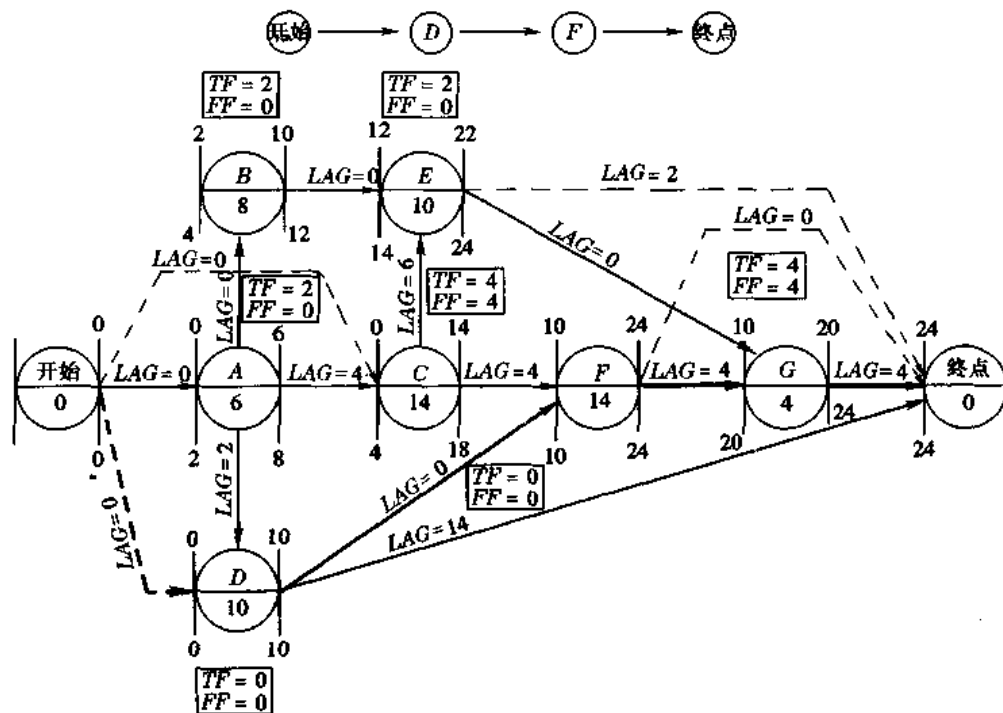 开始 D F 终点
TF = 2
FF = 0
TF = 2
FF = 0
2 10 12 22
B
8
LAG=0
E
10
LAG=2
4 12 14 24
LAG=0
LAG=0
LAG=0
LAG=0
LAG=6
TF = 2
FF = 0
TF = 4
FF = 4
TF = 4
FF = 4
0 0 6 0 14 10 24 10 20 24
开始
0
LAG=0
A
6
LAG=4
C
14
LAG=4
F
14
LAG=4
G
4
LAG=4
终点
0
0 2 8 4 18 10 24 20 24 24
LAG=0
LAG=2
LAG=0
TF = 0
FF = 0
LAG=14
0 10
D
10
0 10
TF = 0
FF = 0